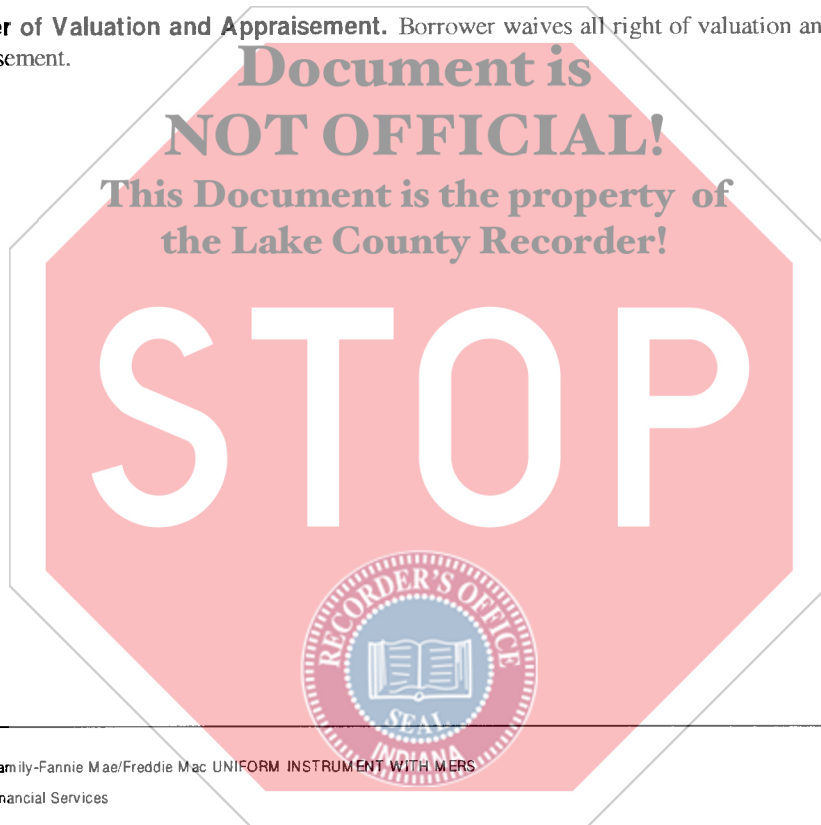 er of Valuation and Appraisement. Borrower waives all right of valuation an
sement.
Document is
NOT OFFICIAL!
This Document is the property of
the Lake County Recorder!
STOP
RECORDER'S OFFICE
SEAL
INDIANA
amily-Fannie Mae/Freddie Mac UNIFORM INSTRUMENT WITH MERS
nancial Services